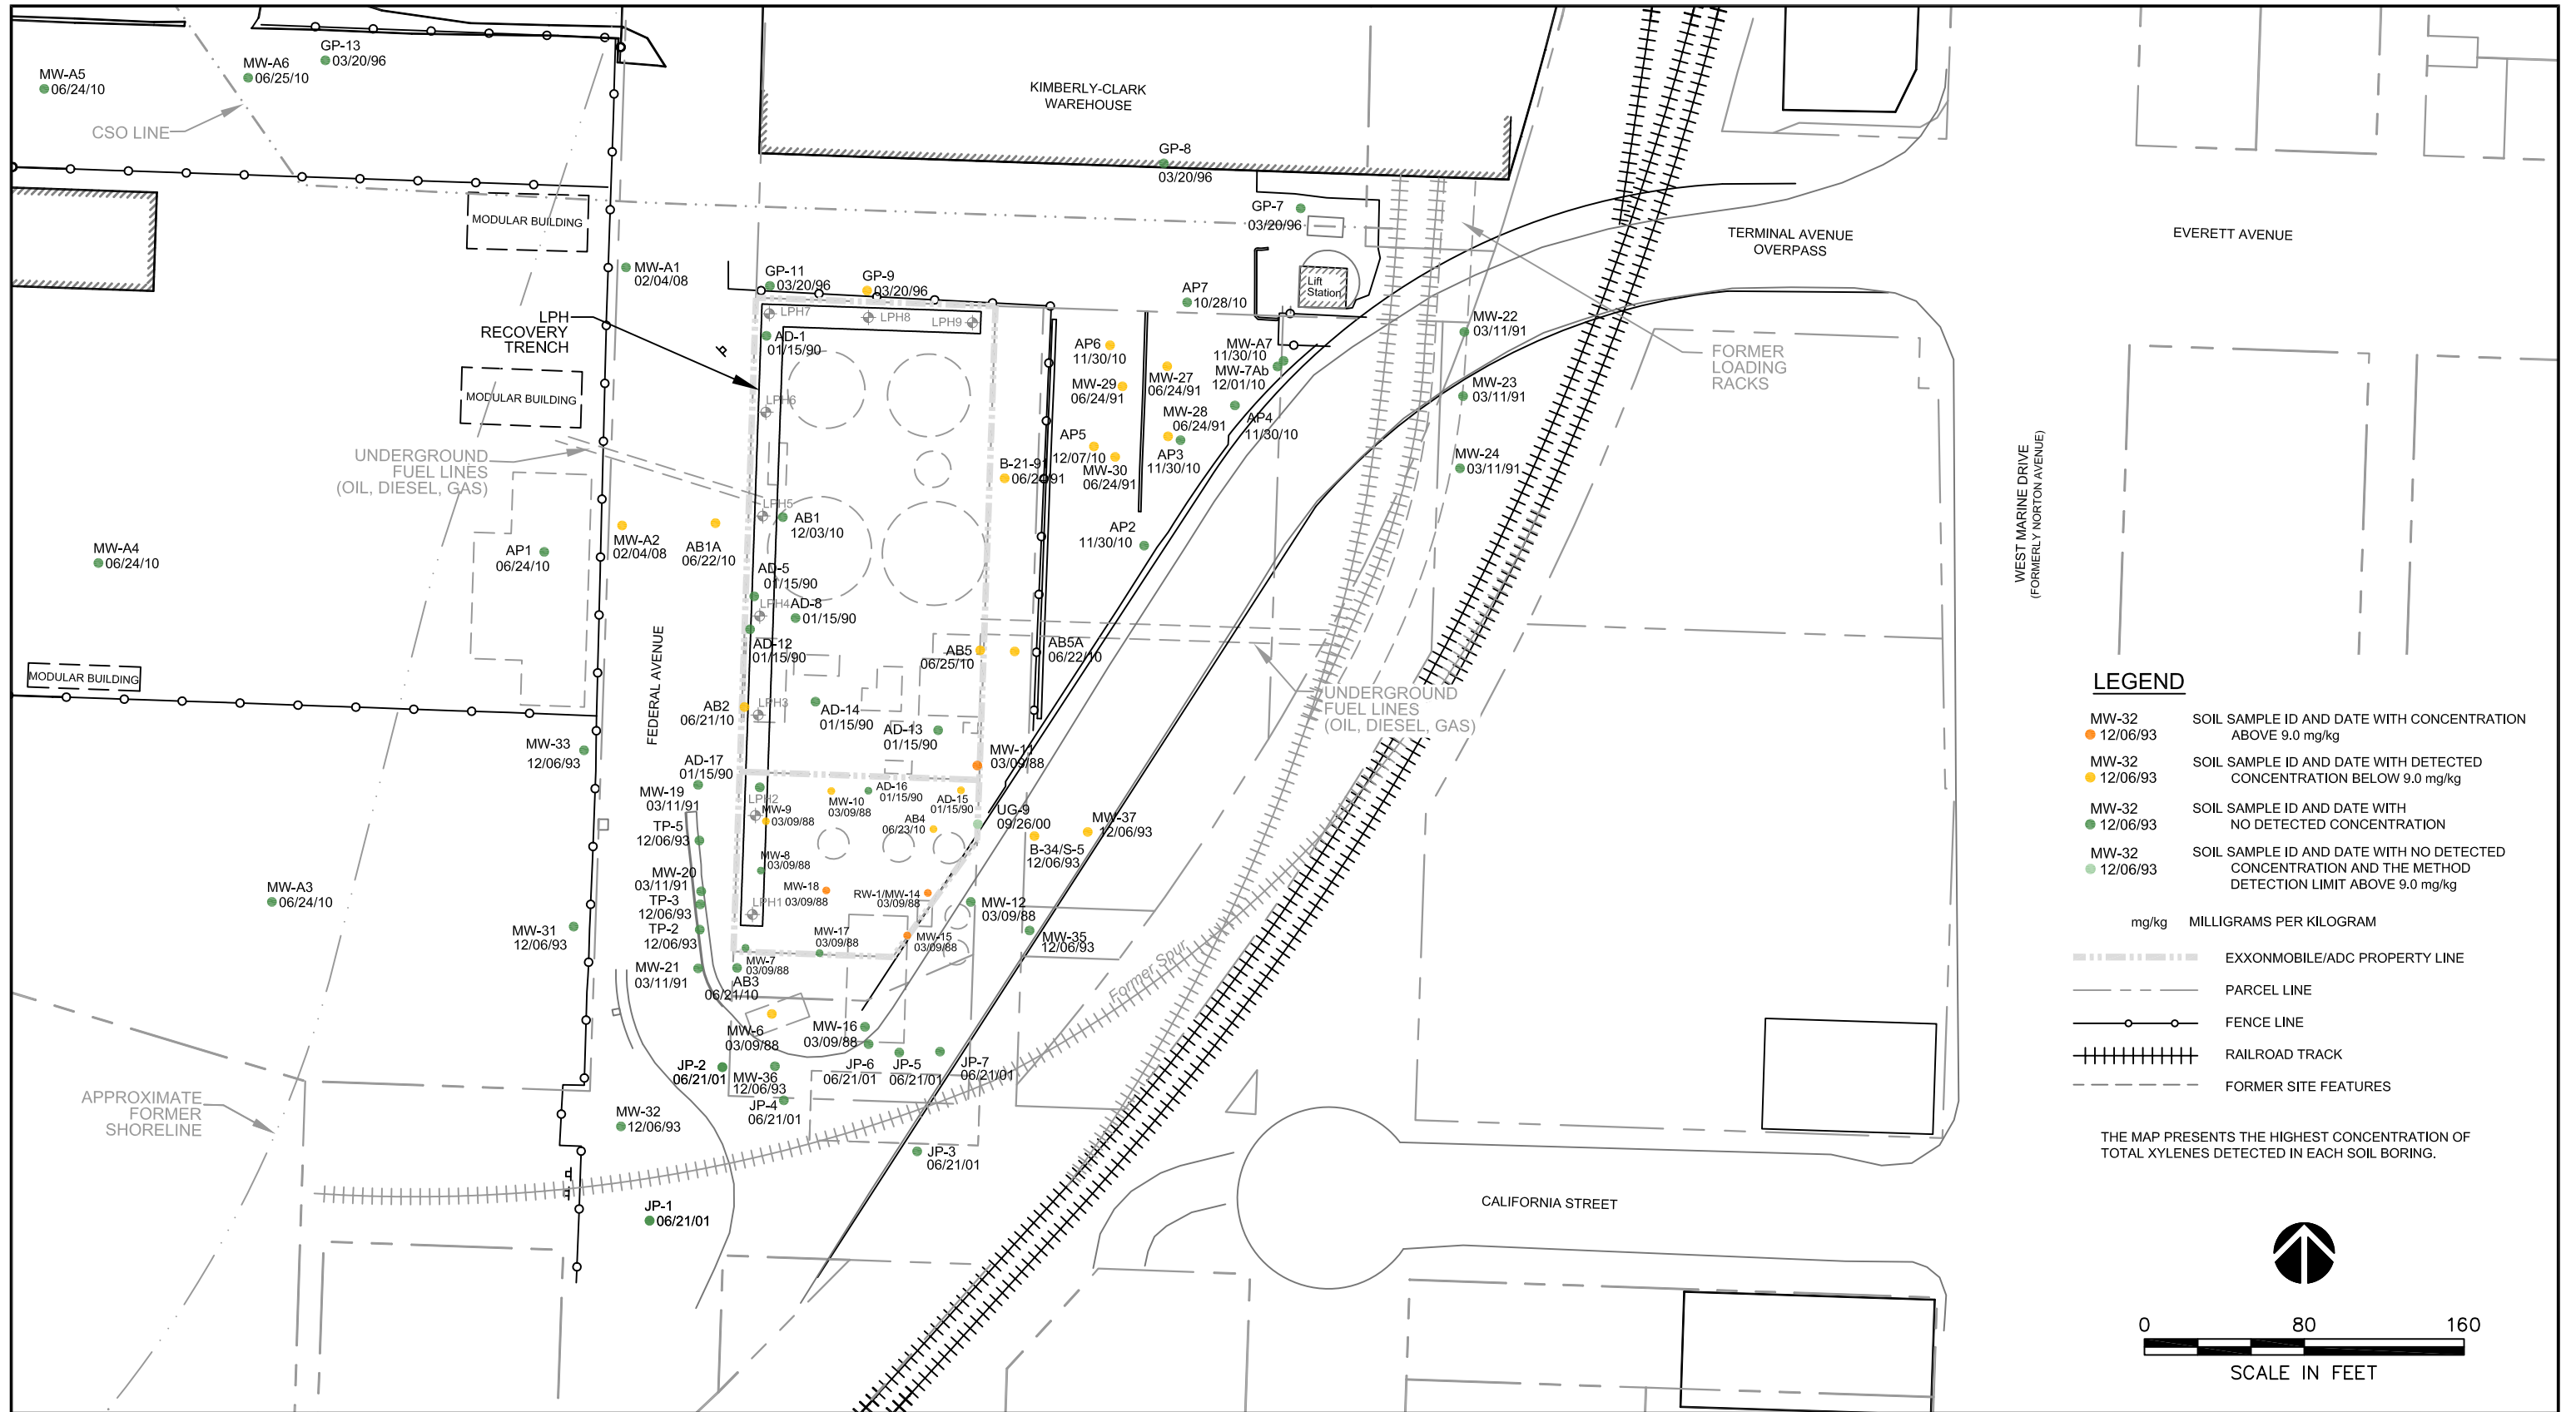 MW-A5
06/24/10
MW-A6
06/25/10
GP-13
03/20/96
CSO LINE
KIMBERLY-CLARK
WAREHOUSE
GP-8
03/20/96
GP-7
03/20/96
MODULAR BUILDING
TERMINAL AVENUE
OVERPASS
EVERETT AVENUE
MW-A1
02/04/08
GP-11
03/20/96
GP-9
03/20/96
AP7
10/28/10
Lift
Station
LPH
RECOVERY
TRENCH
LPH7
LPH8
LPH9
AD-1
01/15/90
AP6
11/30/10
MW-A7
11/30/10
MW-7Ab
12/01/10
MW-22
03/11/91
FORMER
LOADING
RACKS
MW-29
06/24/91
MW-27
06/24/91
MW-23
03/11/91
MODULAR BUILDING
LPH6
MW-28
06/24/91
AP4
11/30/10
UNDERGROUND
FUEL LINES
(OIL, DIESEL, GAS)
AP5
12/07/10
B-21-91
06/24/91
MW-30
06/24/91
AP3
11/30/10
MW-24
03/11/91
WEST MARINE DRIVE
(FORMERLY NORTON AVENUE)
LPH5
AB1
12/03/10
AP2
11/30/10
MW-A4
06/24/10
AP1
06/24/10
MW-A2
02/04/08
AB1A
06/22/10
AD-5
01/15/90
LPH4
AD-8
01/15/90
FEDERAL AVENUE
AD-12
01/15/90
AB5
06/25/10
AB5A
06/22/10
MODULAR BUILDING
AB2
06/21/10
LPH3
AD-14
01/15/90
AD-13
01/15/90
UNDERGROUND
FUEL LINES
(OIL, DIESEL, GAS)
MW-33
12/06/93
MW-11
03/09/88
AD-17
01/15/90
MW-19
03/11/91
LPH2
MW-9
03/09/88
MW-10
03/09/88
AD-16
01/15/90
AD-15
01/15/90
AB4
06/23/10
UG-9
09/26/00
MW-37
12/06/93
B-34/S-5
12/06/93
TP-5
12/06/93
MW-8
03/09/88
MW-20
03/11/91
TP-3
12/06/93
TP-2
12/06/93
MW-18
03/09/88
RW-1/MW-14
03/09/88
LPH1
MW-12
03/09/88
MW-A3
06/24/10
MW-31
12/06/93
MW-17
03/09/88
MW-15
03/09/88
MW-35
12/06/93
MW-21
03/11/91
MW-7
03/09/88
AB3
06/21/10
Former Spur
MW-6
03/09/88
MW-16
03/09/88
JP-2
06/21/01
MW-36
12/06/93
JP-6
06/21/01
JP-5
06/21/01
JP-7
06/21/01
JP-4
06/21/01
APPROXIMATE
FORMER
SHORELINE
MW-32
12/06/93
JP-3
06/21/01
JP-1
06/21/01
CALIFORNIA STREET
LEGEND
MW-32
12/06/93
SOIL SAMPLE ID AND DATE WITH CONCENTRATION
ABOVE 9.0 mg/kg
MW-32
12/06/93
SOIL SAMPLE ID AND DATE WITH DETECTED
CONCENTRATION BELOW 9.0 mg/kg
MW-32
12/06/93
SOIL SAMPLE ID AND DATE WITH
NO DETECTED CONCENTRATION
MW-32
12/06/93
SOIL SAMPLE ID AND DATE WITH NO DETECTED
CONCENTRATION AND THE METHOD
DETECTION LIMIT ABOVE 9.0 mg/kg
mg/kg MILLIGRAMS PER KILOGRAM
EXXONMOBILE/ADC PROPERTY LINE
PARCEL LINE
FENCE LINE
RAILROAD TRACK
FORMER SITE FEATURES
THE MAP PRESENTS THE HIGHEST CONCENTRATION OF
TOTAL XYLENES DETECTED IN EACH SOIL BORING.
0 80 160
SCALE IN FEET